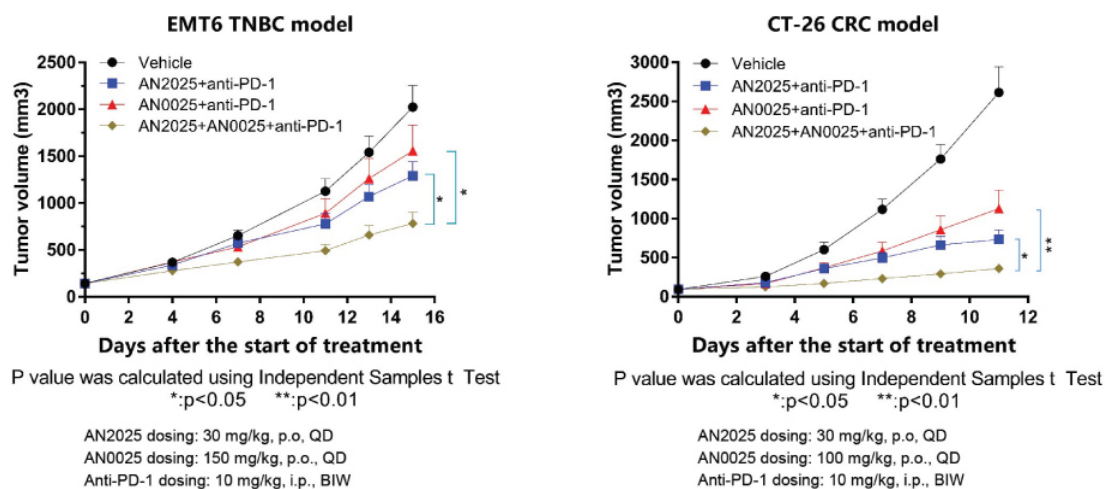 EMT6 TNBC model
2500
2000
1500
1000
500
0
Tumor volume (mm3)
Vehicle
AN2025+anti-PD-1
AN0025+anti-PD-1
AN2025+AN0025+anti-PD-1
*
*
0 2 4 6 8 10 12 14 16
Days after the start of treatment
P value was calculated using Independent Samples t Test
*:p<0.05 **:p<0.01
AN2025 dosing: 30 mg/kg, p.o, QD
AN0025 dosing: 150 mg/kg, p.o., QD
Anti-PD-1 dosing: 10 mg/kg, i.p., BIW
CT-26 CRC model
3000
2500
2000
1500
1000
500
0
Tumor volume (mm3)
Vehicle
AN2025+anti-PD-1
AN0025+anti-PD-1
AN2025+AN0025+anti-PD-1
*
**
0 2 4 6 8 10 12
Days after the start of treatment
P value was calculated using Independent Samples t Test
*:p<0.05 **:p<0.01
AN2025 dosing: 30 mg/kg, p.o, QD
AN0025 dosing: 100 mg/kg, p.o., QD
Anti-PD-1 dosing: 10 mg/kg, i.p., BIW